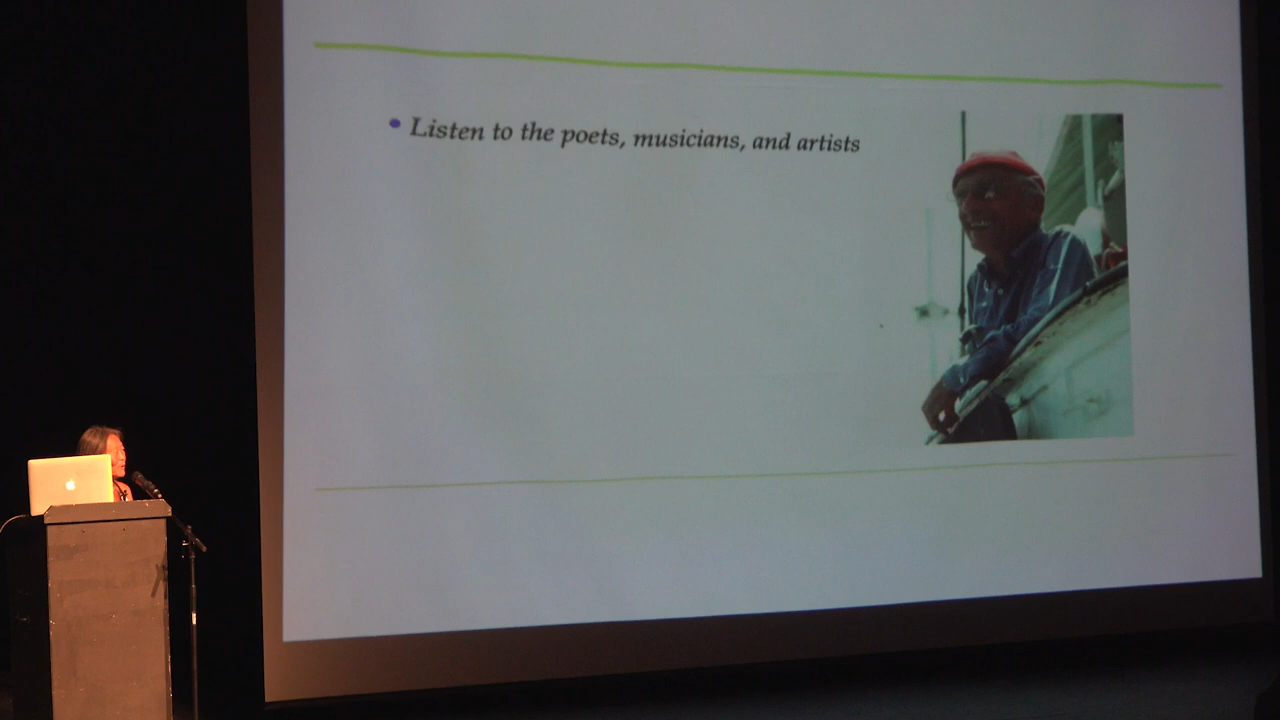 Listen to the poets, musicians, and artists